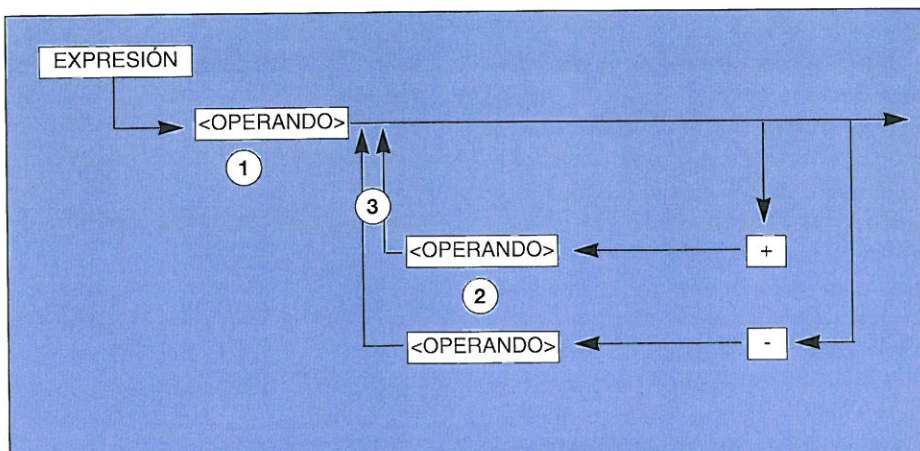 EXPRESIÓN
<OPERANDO>
1
3
<OPERANDO>
+
2
<OPERANDO>
-